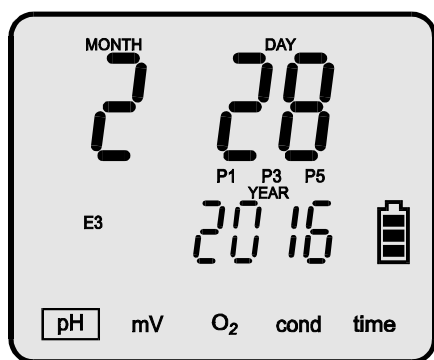 MONTH DAY
2 28
P1 P3 P5
YEAR
E3 2016
pH mV O₂ cond time